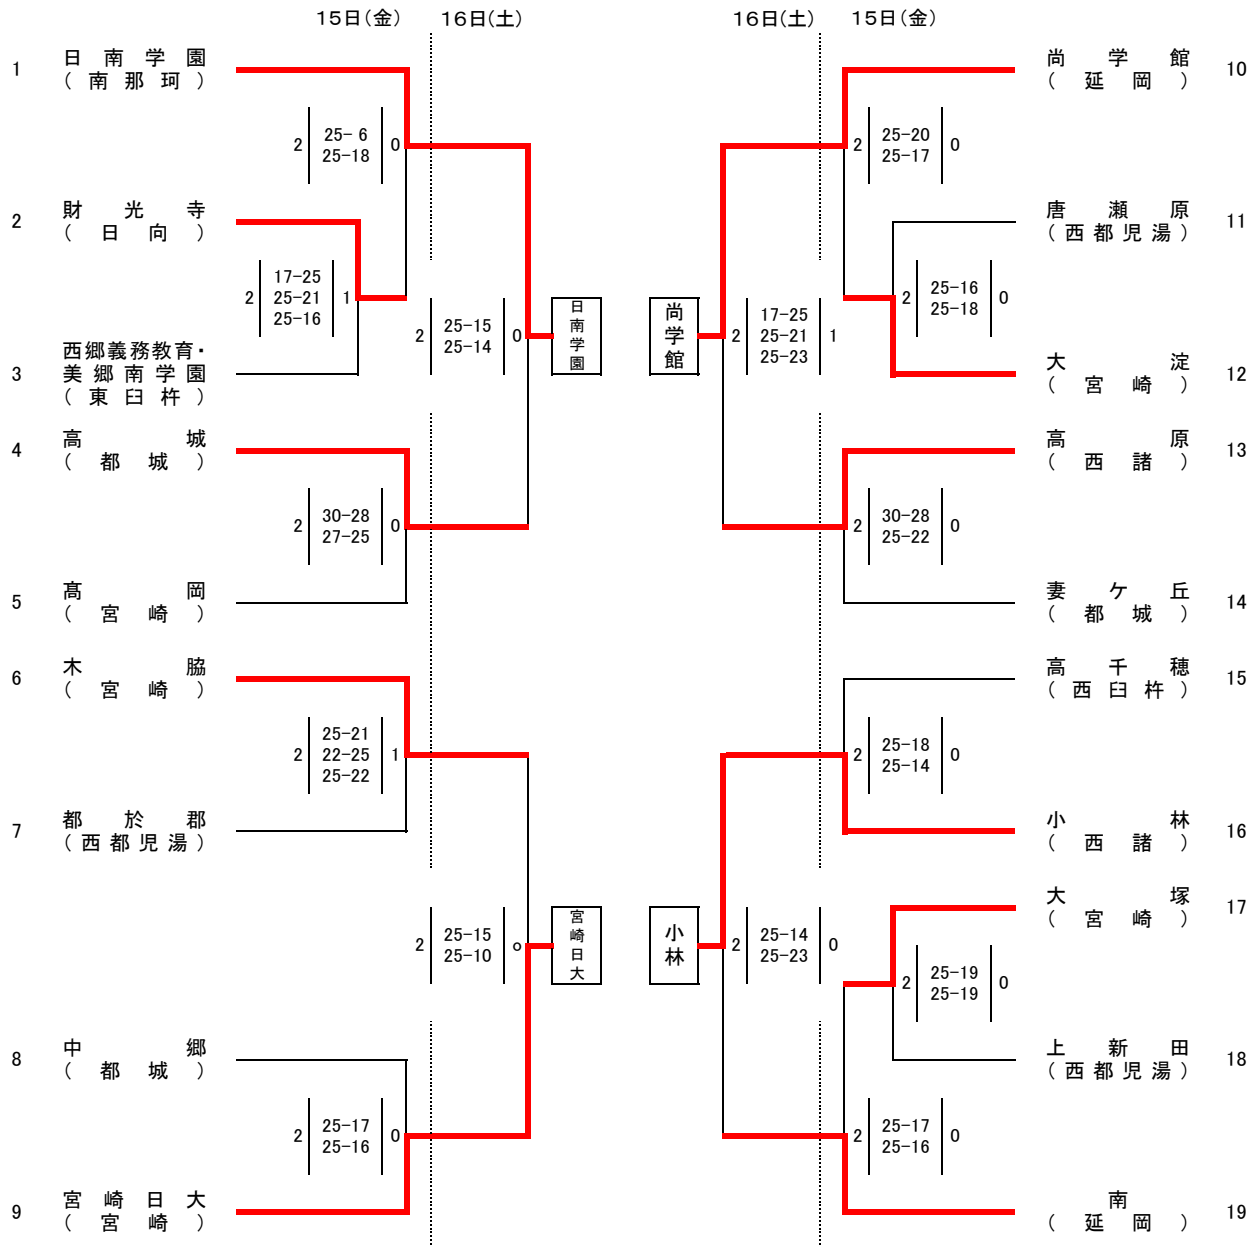 15日(金) 16日(土)
16日(土) 15日(金)
1 日南学園
(南那珂)
2 25-6 0
25-18
2 財光寺
(日向)
2 17-25 1
25-21
25-16
3 西郷義務教育・
美郷南学園
(東臼杵)
2 25-15 0
25-14
日南学園
4 高城
(都城)
2 30-28 0
27-25
5 髙岡
(宮崎)
6 木脇
(宮崎)
2 25-21 1
22-25
25-22
7 都於郡
(西都児湯)
2 25-15 o
25-10
宮崎日大
8 中郷
(都城)
2 25-17 0
25-16
9 宮崎日大
(宮崎)
尚学館 10
(延岡)
2 25-20 0
25-17
唐瀬原 11
(西都児湯)
2 25-16 0
25-18
大淀 12
(宮崎)
尚学館
2 17-25 1
25-21
25-23
高原 13
(西諸)
2 30-28 0
25-22
妻ケ丘 14
(都城)
高千穂 15
(西臼杵)
2 25-18 0
25-14
小林 16
(西諸)
小林
2 25-14 0
25-23
大塚 17
(宮崎)
2 25-19 0
25-19
上新田 18
(西都児湯)
2 25-17 0
25-16
南 19
(延岡)